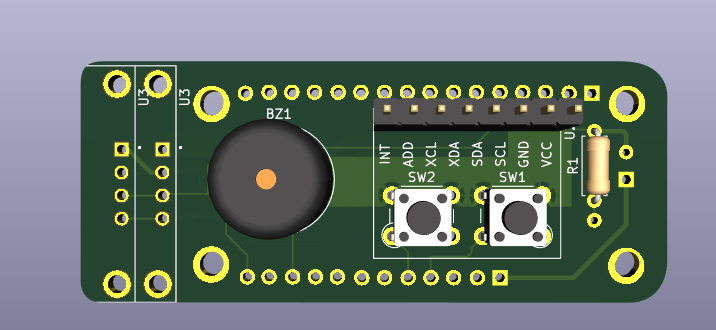 U3
U3
BZ1
U
INT
ADD
XCL
XDA
SDA
SCL
GND
VCC
R1
SW2
SW1